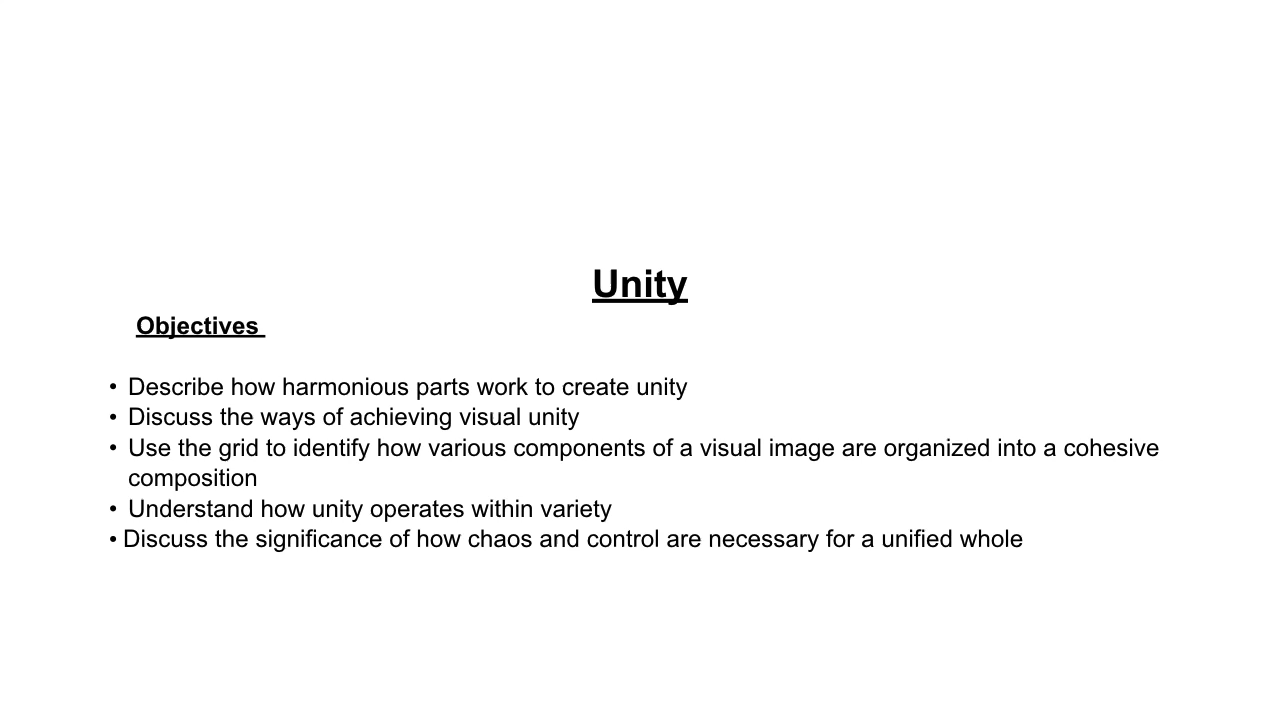 Unity
Objectives
• Describe how harmonious parts work to create unity
• Discuss the ways of achieving visual unity
• Use the grid to identify how various components of a visual image are organized into a cohesive
composition
• Understand how unity operates within variety
• Discuss the significance of how chaos and control are necessary for a unified whole